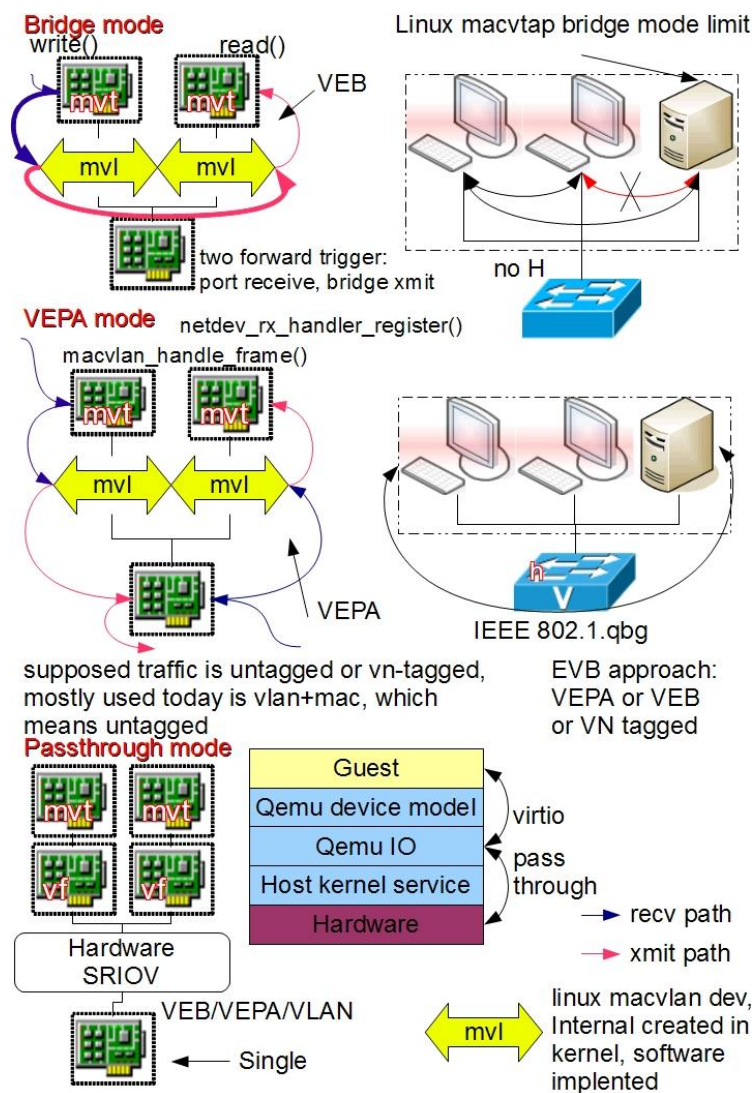 Bridge mode
write()
read()
VEB
mvt
mvt
mvl
mvl
two forward trigger:
port receive, bridge xmit
Linux macvtap bridge mode limit
no H
VEPA mode
netdev_rx_handler_register()
macvlan_handle_frame()
mvt
mvt
mvl
mvl
VEPA
h
V
IEEE 802.1.qbg
supposed traffic is untagged or vn-tagged,
mostly used today is vlan+mac, which
means untagged
EVB approach:
VEPA or VEB
or VN tagged
Passthrough mode
mvt
mvt
vf
vf
Hardware
SRIOV
VEB/VEPA/VLAN
Single
Guest
Qemu device model
Qemu IO
Host kernel service
Hardware
virtio
pass
through
recv path
xmit path
mvl
linux macvlan dev,
Internal created in
kernel, software
implented